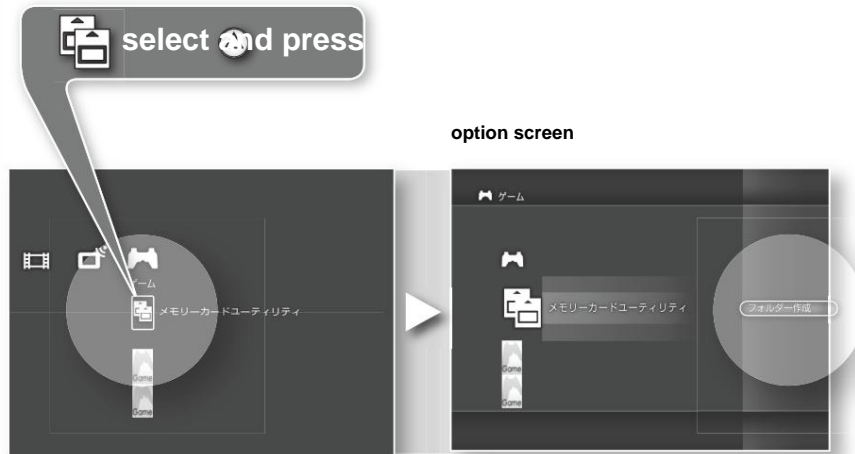 select and press
option screen
ゲーム
メモリーカードユーティリティ
Game
Game
ゲーム
メモリーカードユーティリティ
フォルダー作成
Game
Game